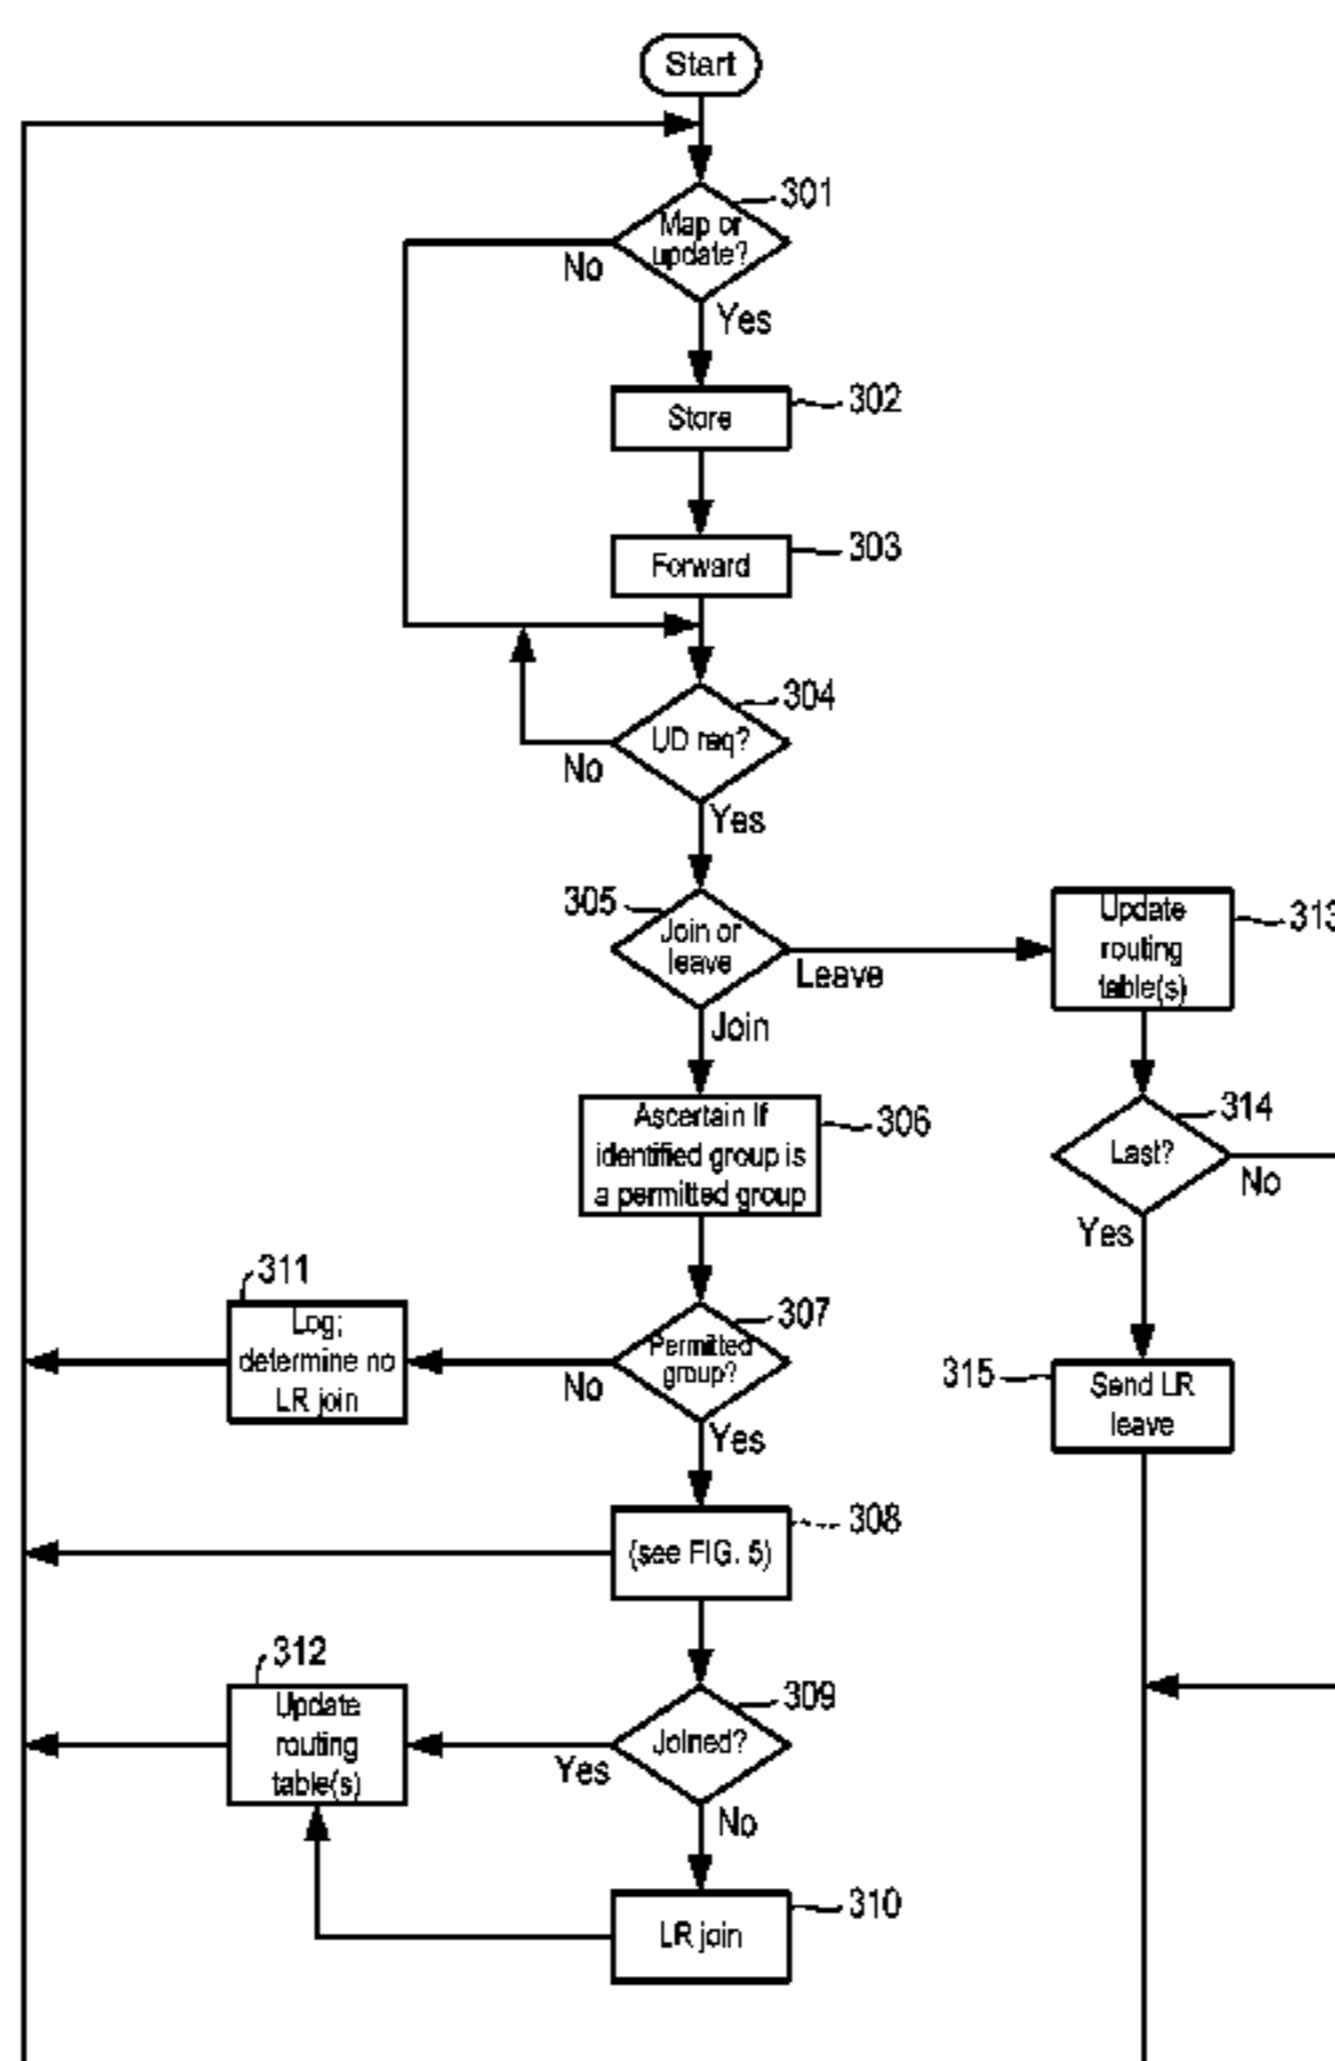 Start
301
Map or
update?
No
Yes
302
Store
303
Forward
304
UD req?
No
Yes
305
Join or
leave
Leave
Join
Update
routing
table(s)
313
306
Ascertain If
identified group is
a permitted group
314
Last?
No
Yes
311
Log;
determine no
LR join
307
Permitted
group?
No
Yes
315
Send LR
leave
308
(see FIG. 5)
312
Update
routing
table(s)
309
Joined?
Yes
No
310
LR join